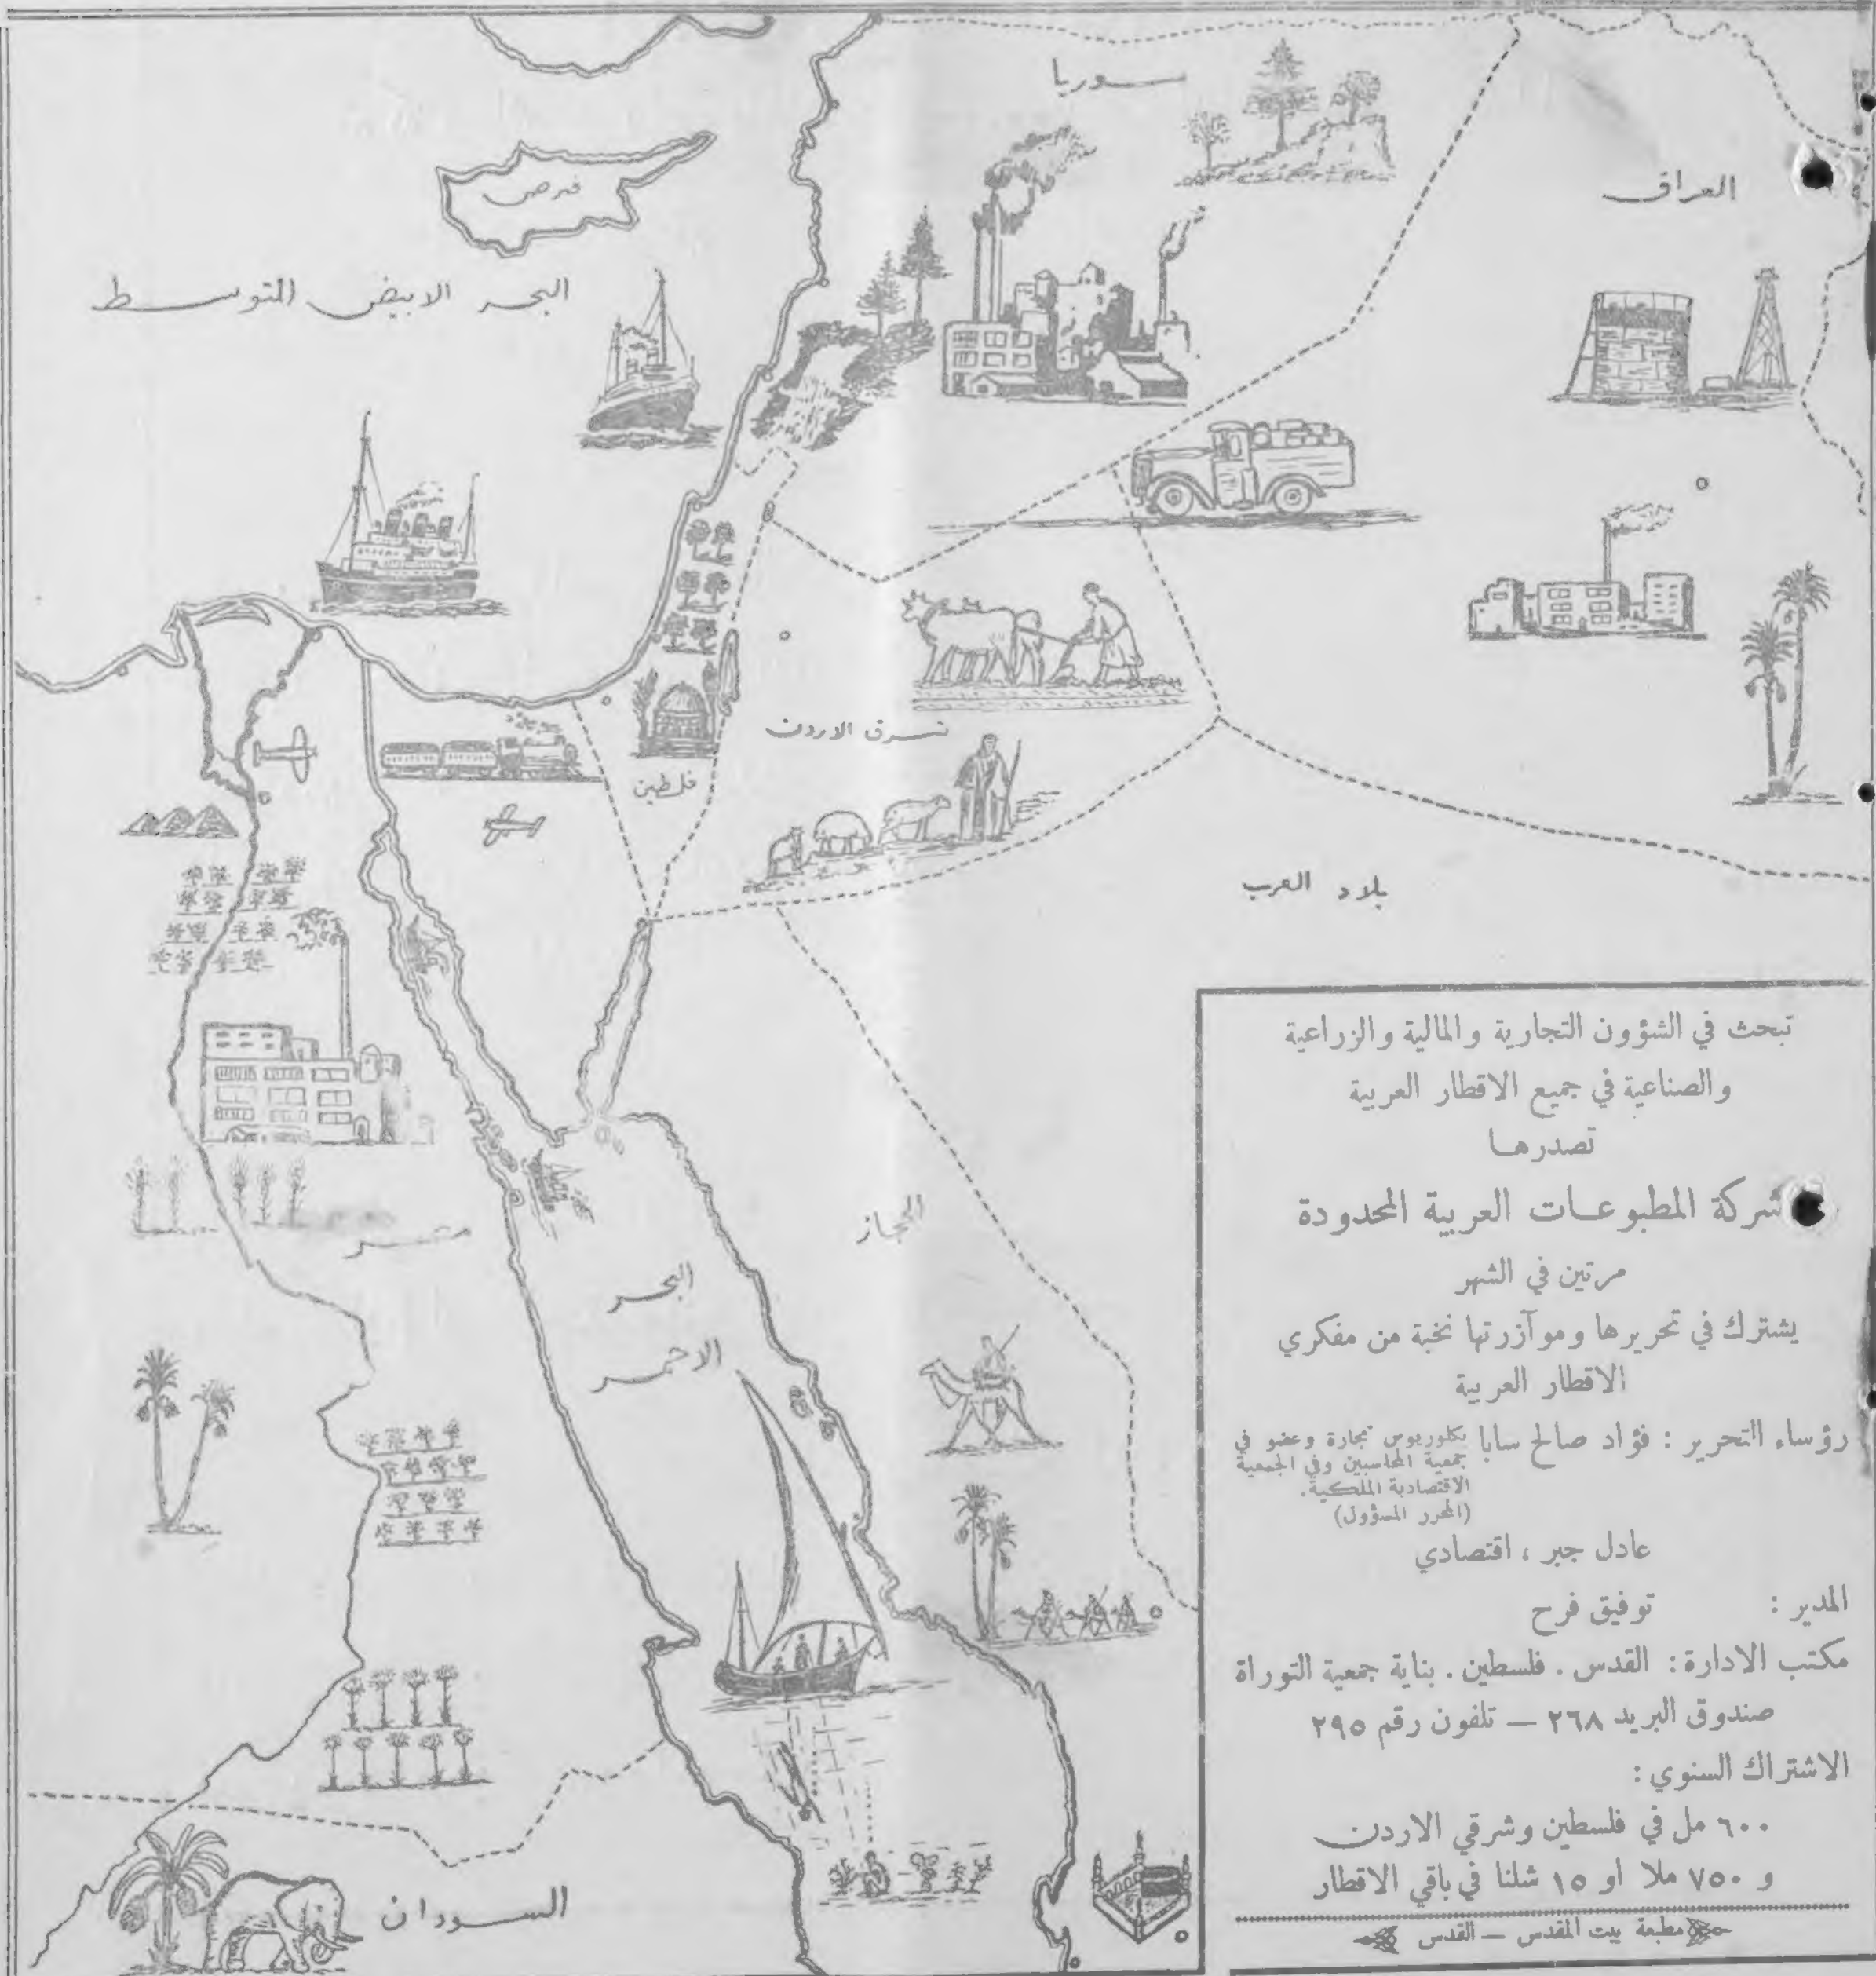 سوريا
العراق
قبرص
البحر الابيض المتوسط
شرق الاردن
فلسطين
بلاد العرب
مصر
الحجاز
البحر
الاحمر
السودان
تبحث في الشؤون التجارية والمالية والزراعية
والصناعية في جميع الاقطار العربية
تصدرها
شركة المطبوعات العربية المحدودة
مرتين في الشهر
يشترك في تحريرها وموآزرتها نخبة من مفكري
الاقطار العربية
رؤساء التحرير : فؤاد صالح سابا بكلوريوس تجارة وعضو في
جمعية المحاسبين وفي الجمعية
الاقتصادية الملكية.
(المحرر المسؤول)
عادل جبر ، اقتصادي
المدير : توفيق فرح
مكتب الادارة : القدس . فلسطين . بناية جمعية التوراة
صندوق البريد ٢٦٨ — تلفون رقم ٢٩٥
الاشتراك السنوي :
٦٠٠ مل في فلسطين وشرقي الاردن
و ٧٥٠ ملا او ١٥ شلنا في باقي الاقطار
مطبعة بيت المقدس — القدس